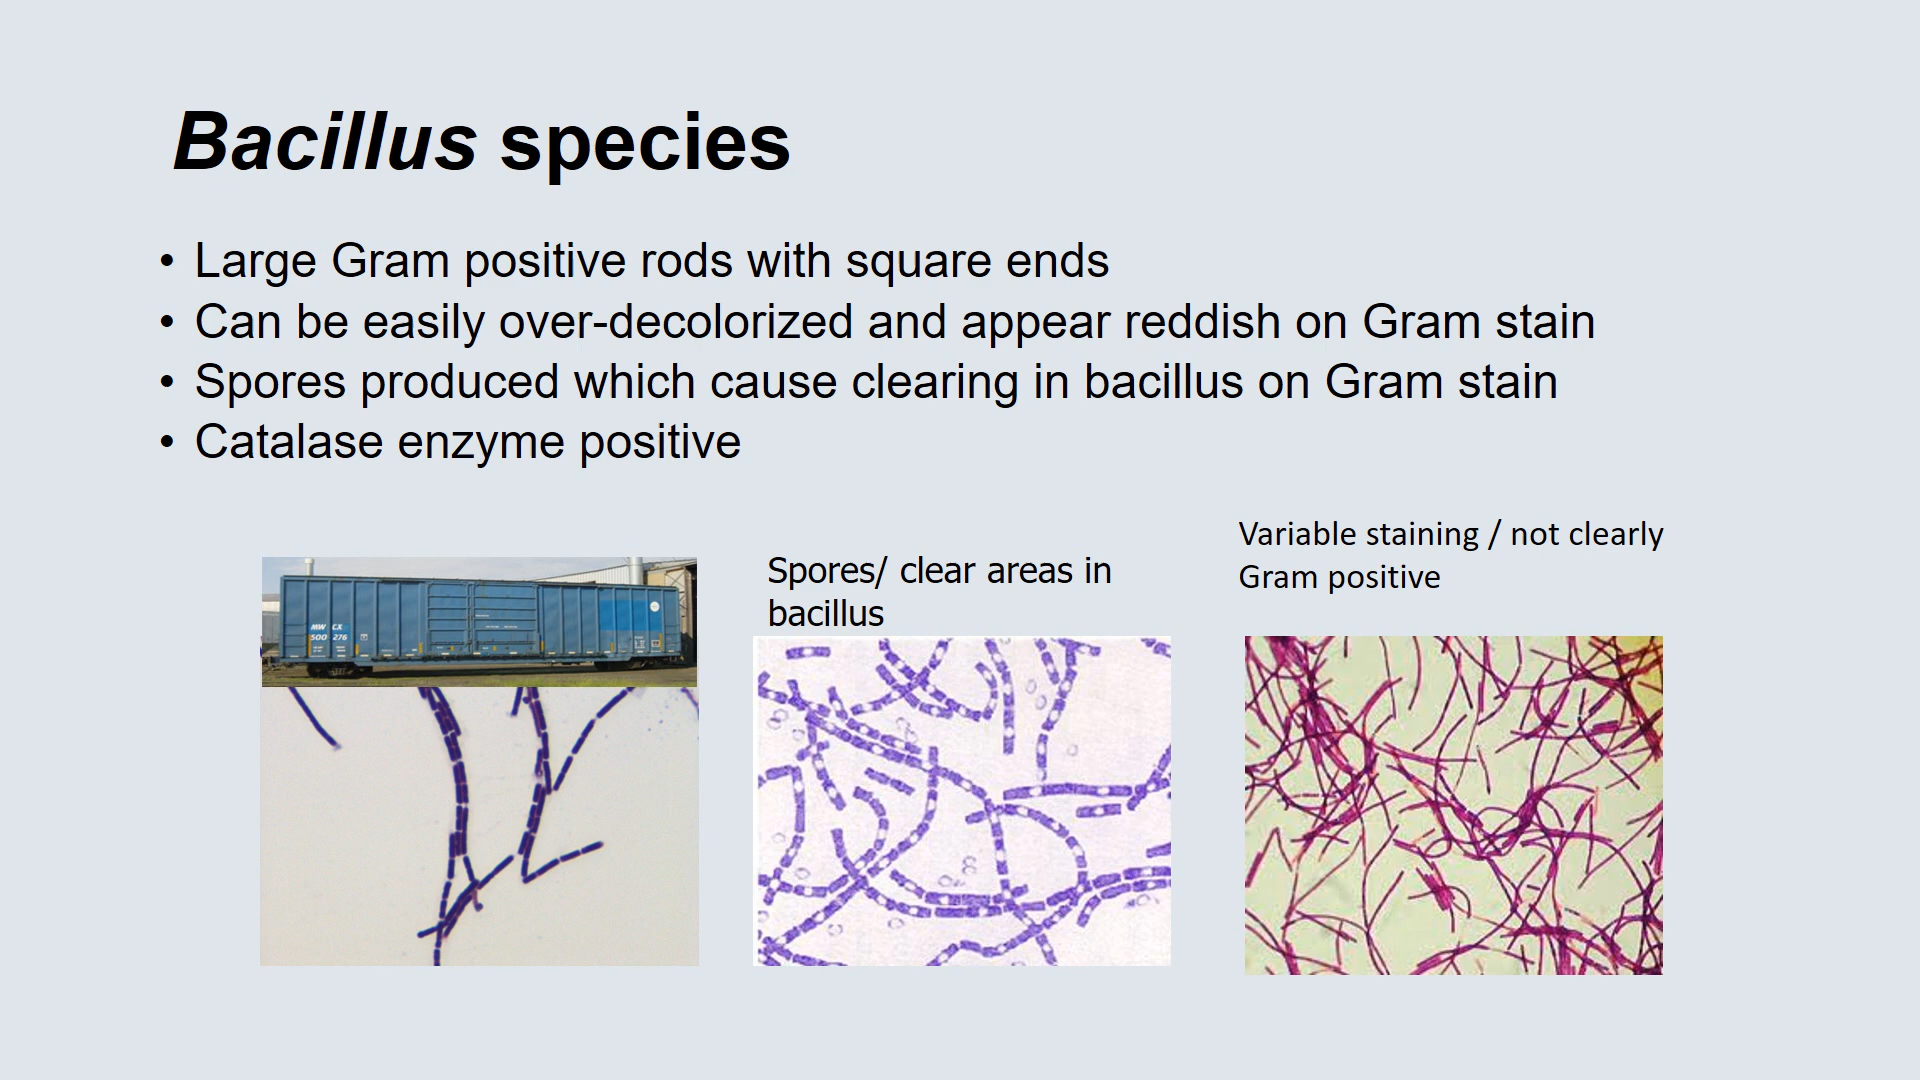 Bacillus species
• Large Gram positive rods with square ends
• Can be easily over-decolorized and appear reddish on Gram stain
• Spores produced which cause clearing in bacillus on Gram stain
• Catalase enzyme positive
Variable staining / not clearly
Gram positive
Spores/ clear areas in
bacillus
MW CX
500 276